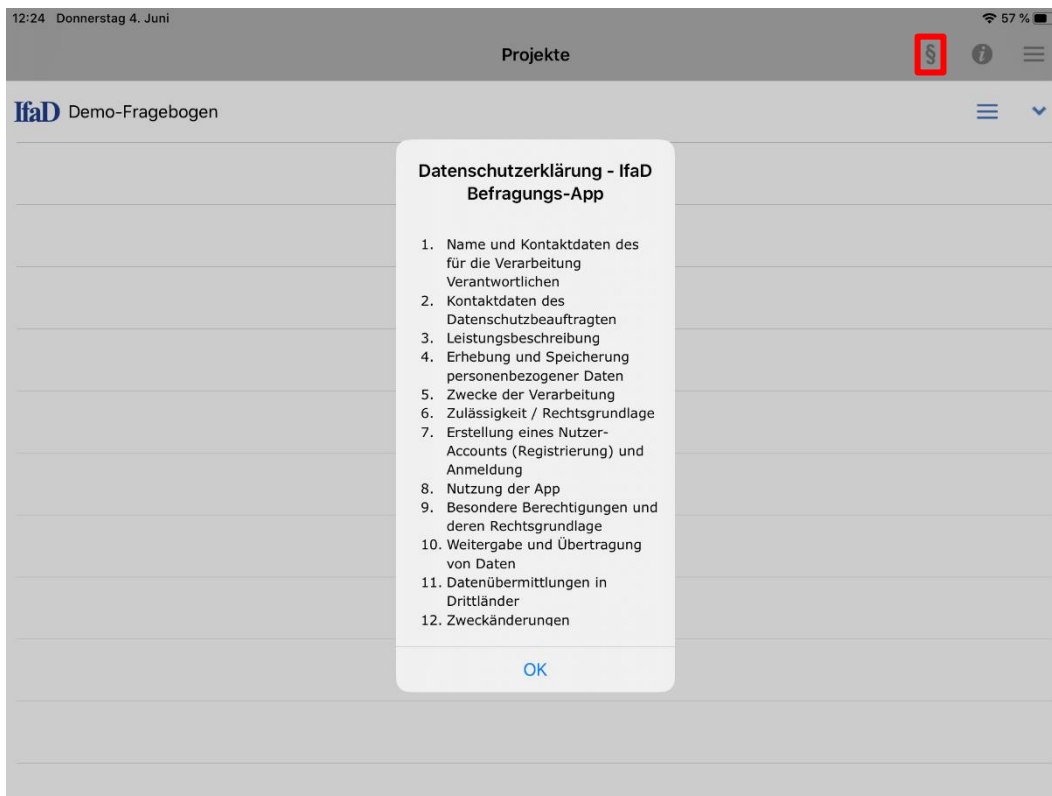 12:24 Donnerstag 4. Juni 57 %
Projekte § i
IfaD Demo-Fragebogen
Datenschutzerklärung - IfaD
Befragungs-App
1. Name und Kontaktdaten des
für die Verarbeitung
Verantwortlichen
2. Kontaktdaten des
Datenschutzbeauftragten
3. Leistungsbeschreibung
4. Erhebung und Speicherung
personenbezogener Daten
5. Zwecke der Verarbeitung
6. Zulässigkeit / Rechtsgrundlage
7. Erstellung eines Nutzer-
Accounts (Registrierung) und
Anmeldung
8. Nutzung der App
9. Besondere Berechtigungen und
deren Rechtsgrundlage
10. Weitergabe und Übertragung
von Daten
11. Datenübermittlungen in
Drittländer
12. Zweckänderungen
OK